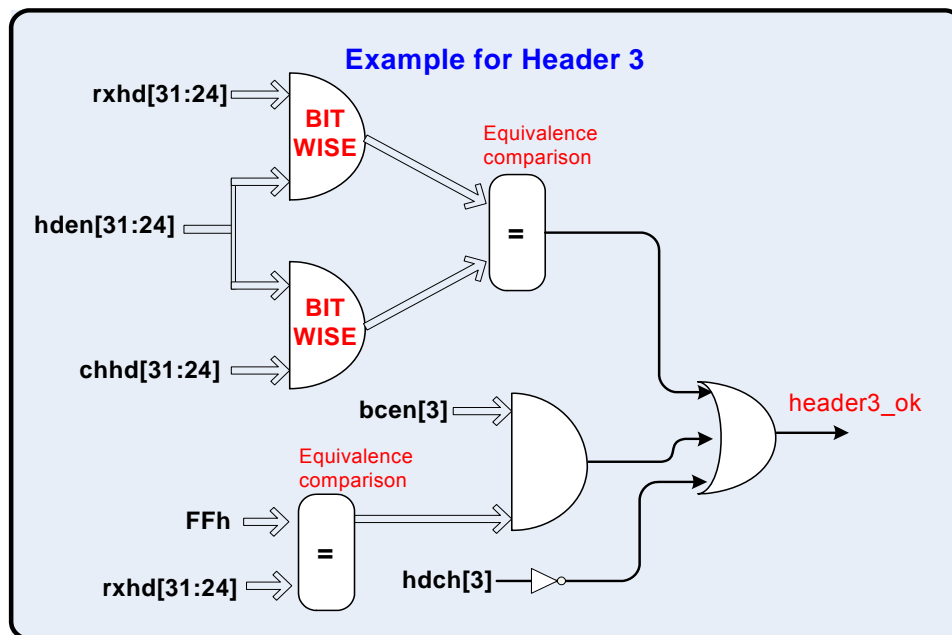 Example for Header 3
rxhd[31:24]
BIT
WISE
Equivalence
comparison
hden[31:24]
=
BIT
WISE
chhd[31:24]
bcen[3]
header3_ok
Equivalence
comparison
FFh
=
rxhd[31:24]
hdch[3]